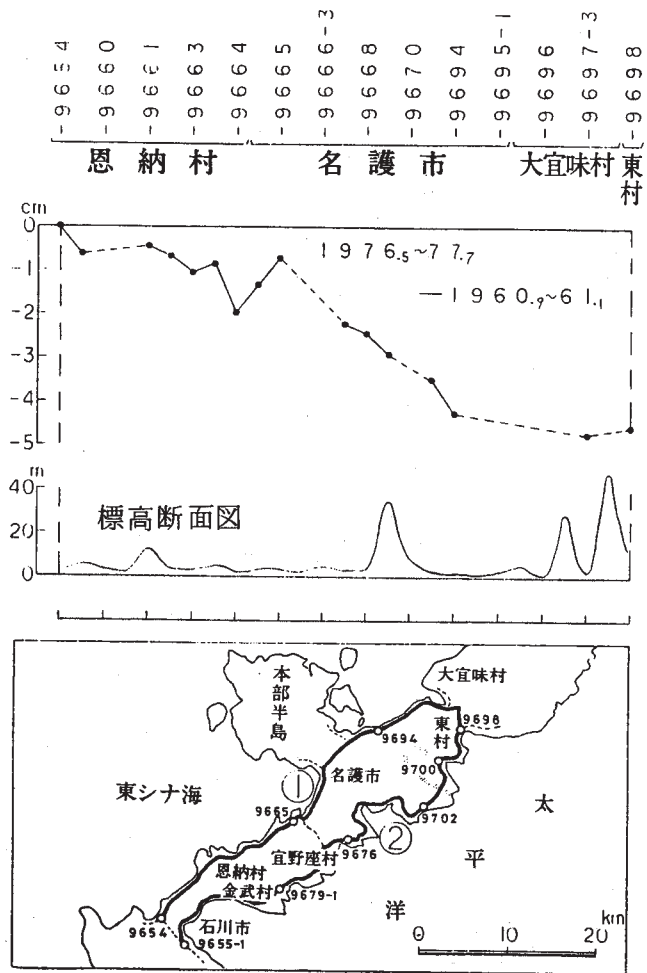 -9654
-9660
-9661
-9663
-9664
-9665
-9666-3
-9668
-9670
-9694
-9695-1
-9696
-9697-3
-9698
恩納村
名護市
大宜味村
東村
cm
0
-1
-2
-3
-4
-5
1976.5~77.7
—1960.9~61.1
m
40
20
0
標高断面図
本部半島
大宜味村
東村
9698
9694
9700
名護市
東シナ海
①
9665
9702
太平洋
②
宜野座村
9676
恩納村
金武村
9679-1
9654
石川市
9655-1
km
0 10 20